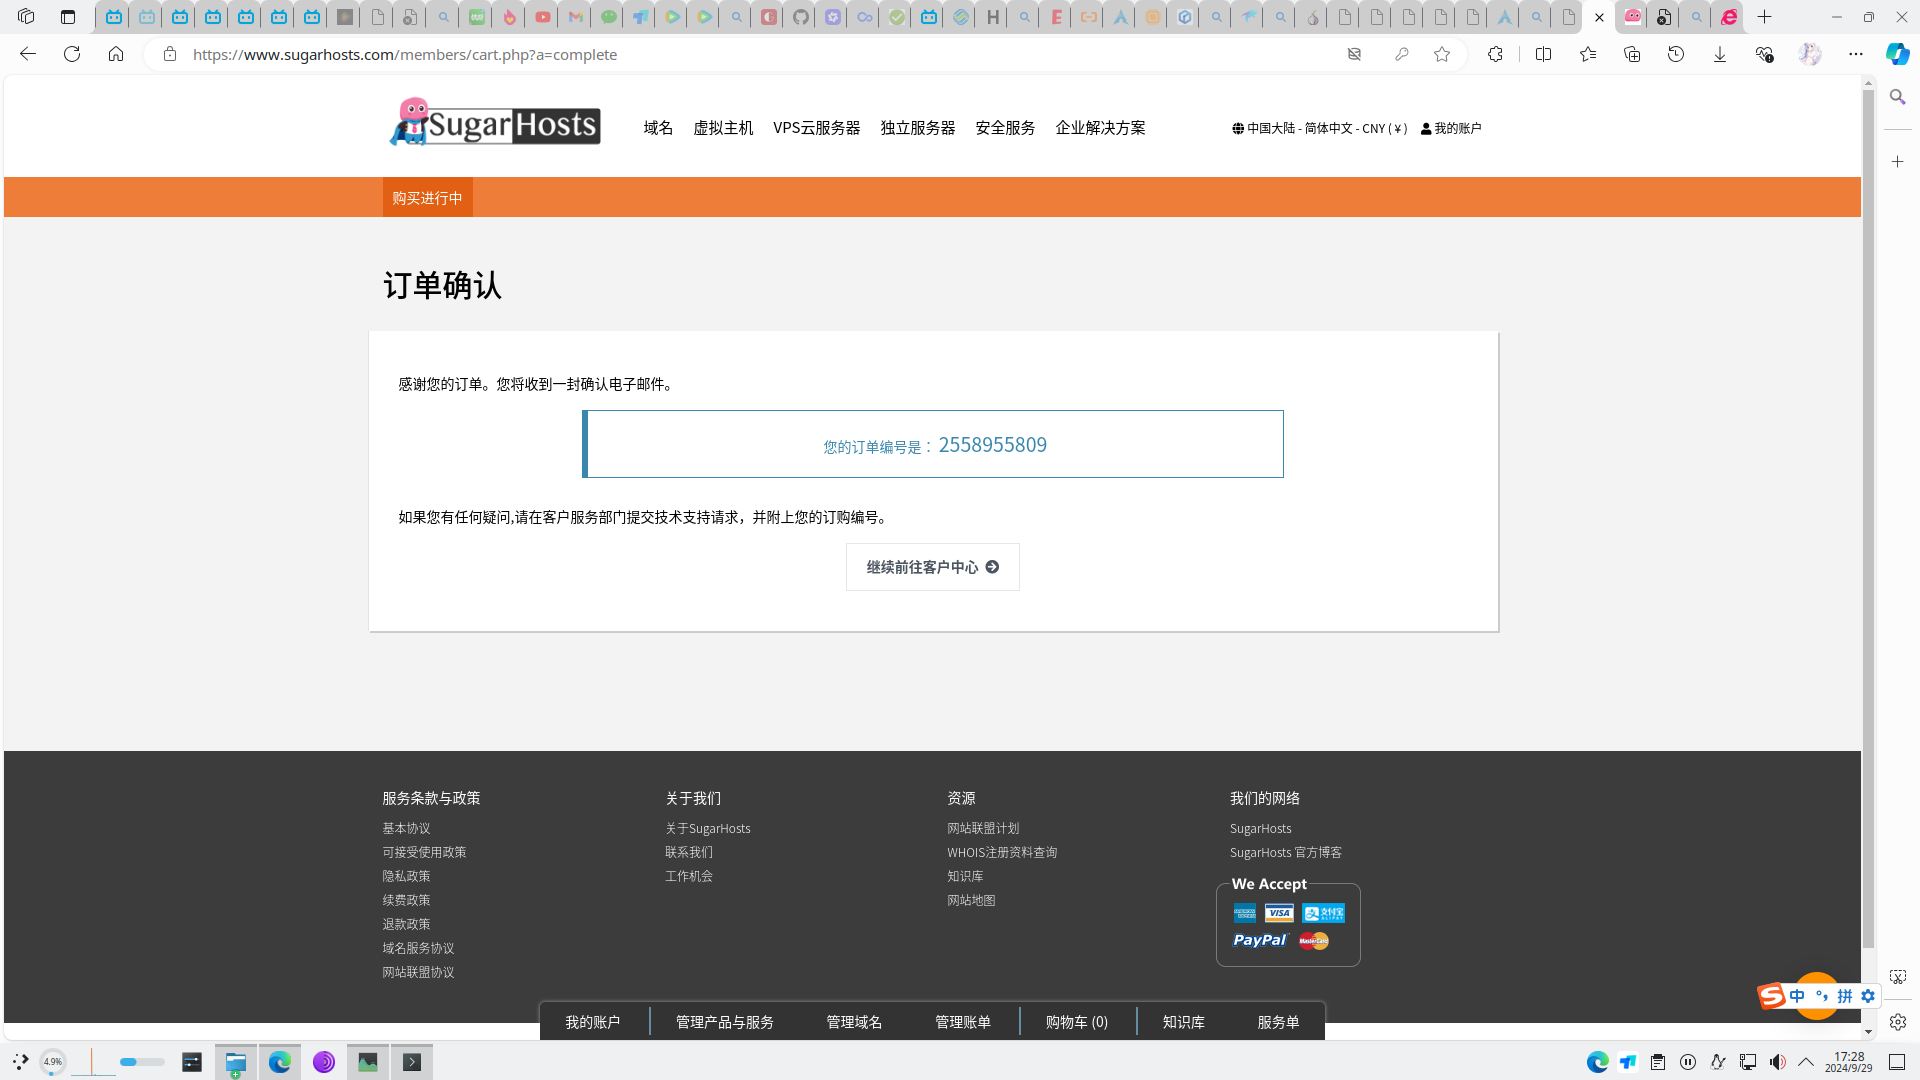 https://www.sugarhosts.com/members/cart.php?a=complete
SugarHosts
域名 虚拟主机 VPS云服务器 独立服务器 安全服务 企业解决方案
中国大陆 - 简体中文 - CNY (¥) 我的账户
购买进行中
订单确认
感谢您的订单。您将收到一封确认电子邮件。
您的订单编号是： 2558955809
如果您有任何疑问,请在客户服务部门提交技术支持请求，并附上您的订购编号。
继续前往客户中心
服务条款与政策
基本协议
可接受使用政策
隐私政策
续费政策
退款政策
域名服务协议
网站联盟协议
关于我们
关于SugarHosts
联系我们
工作机会
资源
网站联盟计划
WHOIS注册资料查询
知识库
网站地图
我们的网络
SugarHosts
SugarHosts 官方博客
We Accept
VISA 支付宝
PayPal MasterCard
中 拼
我的账户 管理产品与服务 管理域名 管理账单 购物车 (0) 知识库 服务单
4.9%
17:28
2024/9/29